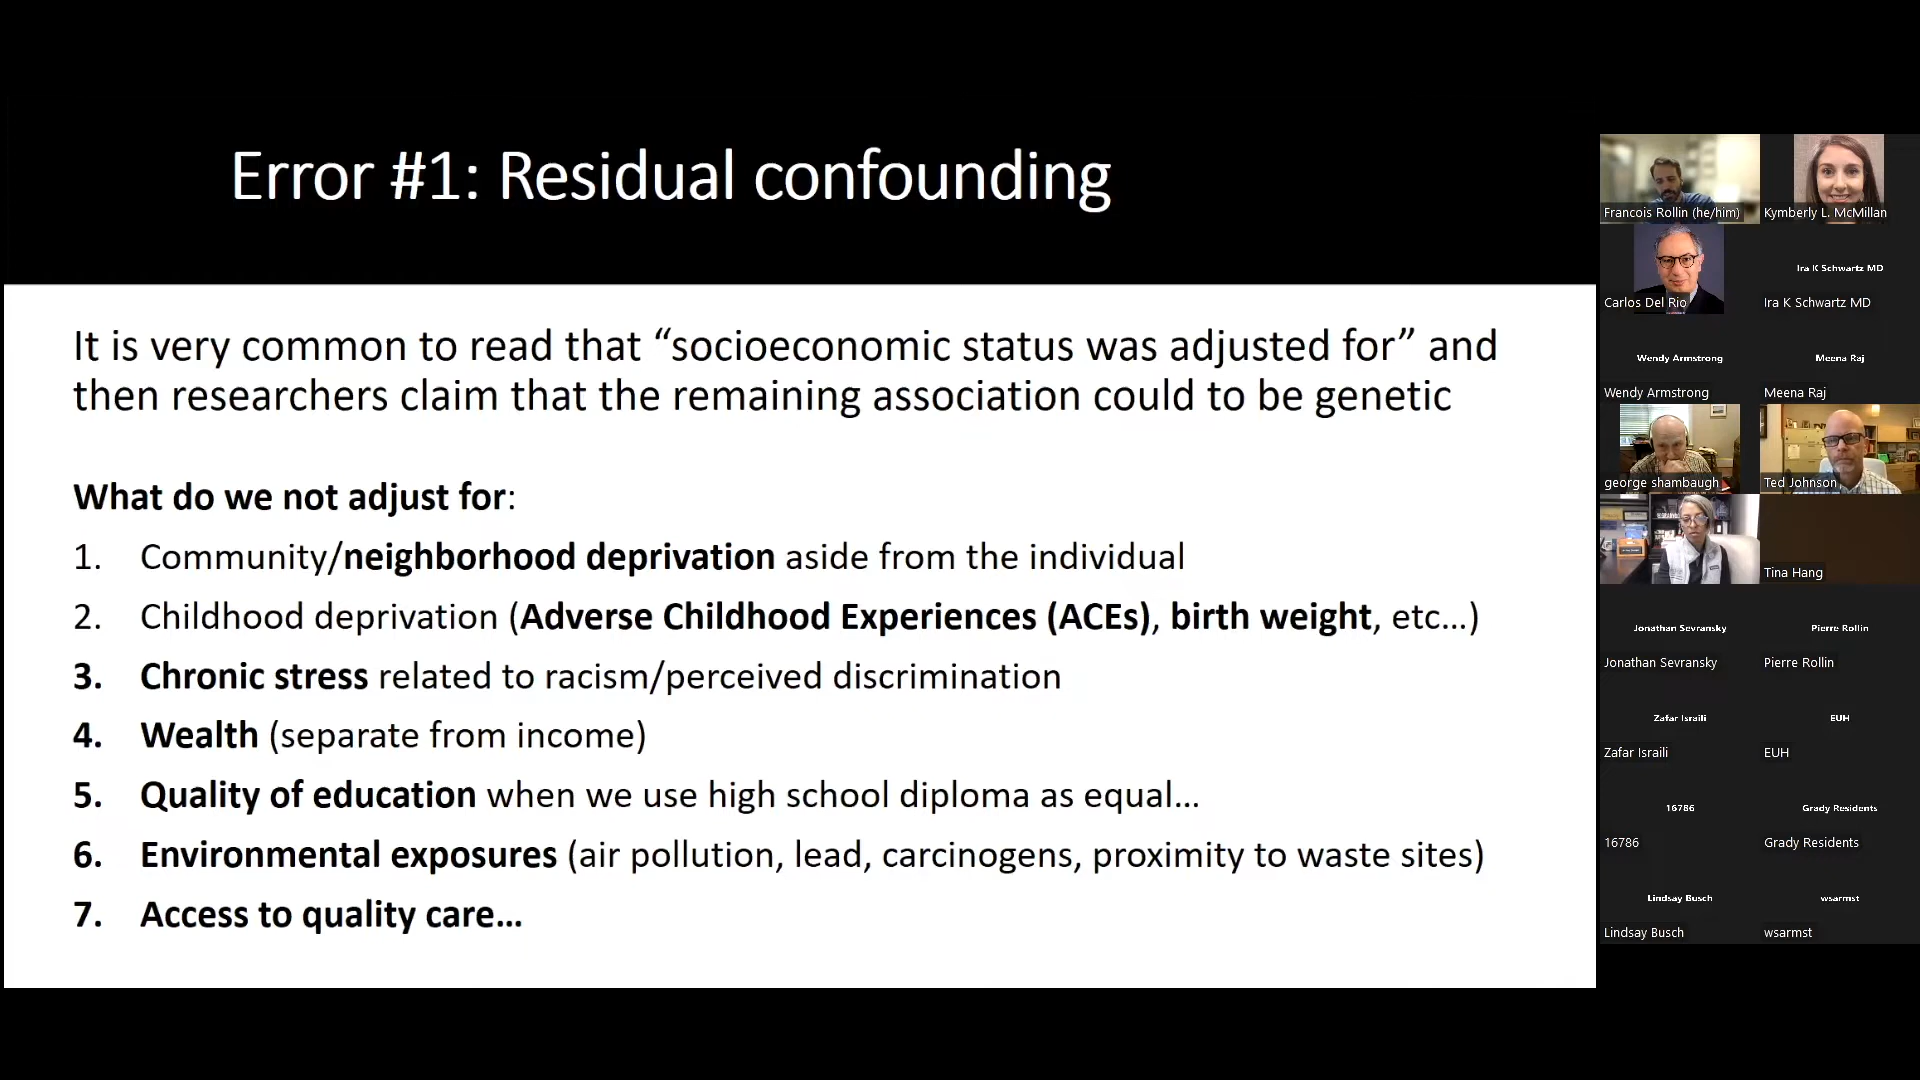 Error #1: Residual confounding
It is very common to read that “socioeconomic status was adjusted for” and
then researchers claim that the remaining association could to be genetic
What do we not adjust for:
1. Community/neighborhood deprivation aside from the individual
2. Childhood deprivation (Adverse Childhood Experiences (ACEs), birth weight, etc...)
3. Chronic stress related to racism/perceived discrimination
4. Wealth (separate from income)
5. Quality of education when we use high school diploma as equal...
6. Environmental exposures (air pollution, lead, carcinogens, proximity to waste sites)
7. Access to quality care...
Francois Rollin (he/him)
Kymberly L. McMillan
Carlos Del Rio
Ira K Schwartz MD
Ira K Schwartz MD
Wendy Armstrong
Meena Raj
Wendy Armstrong
Meena Raj
george shambaugh
Ted Johnson
Tina Hang
Jonathan Sevransky
Pierre Rollin
Jonathan Sevransky
Pierre Rollin
Zafar Israili
EUH
Zafar Israili
EUH
16786
Grady Residents
16786
Grady Residents
Lindsay Busch
wsarmst
Lindsay Busch
wsarmst